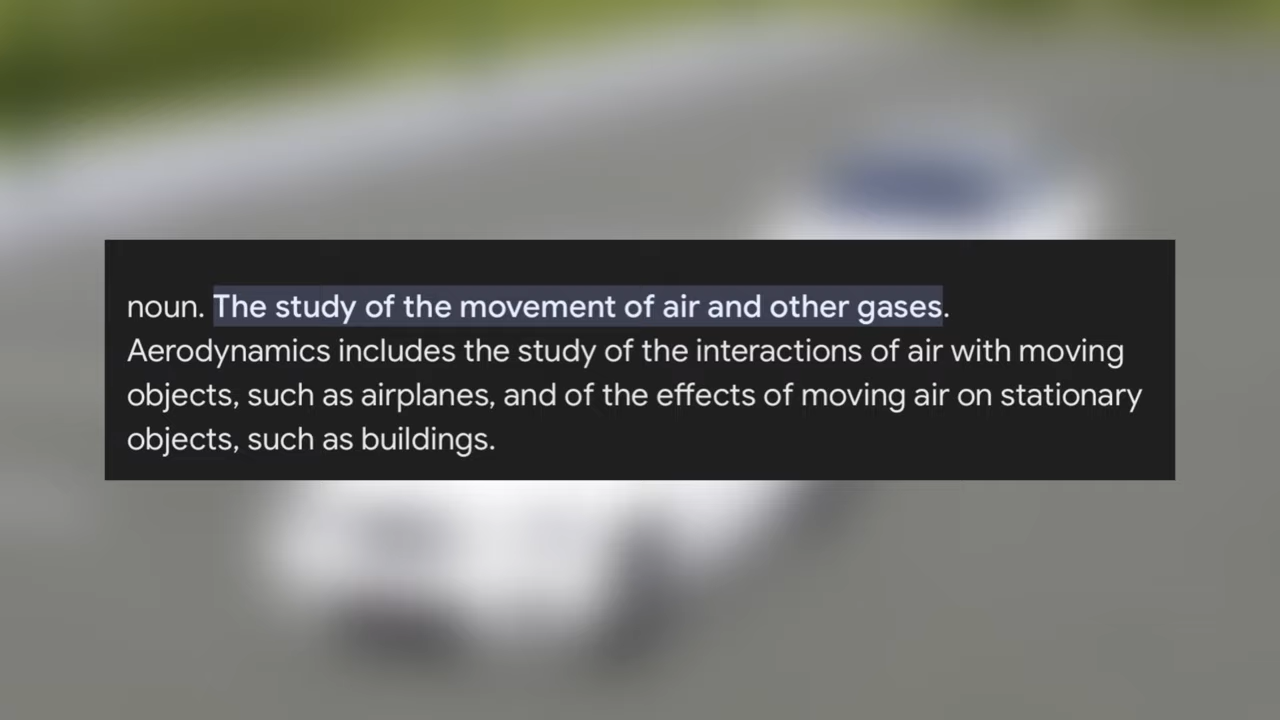 noun. The study of the movement of air and other gases.
Aerodynamics includes the study of the interactions of air with moving
objects, such as airplanes, and of the effects of moving air on stationary
objects, such as buildings.